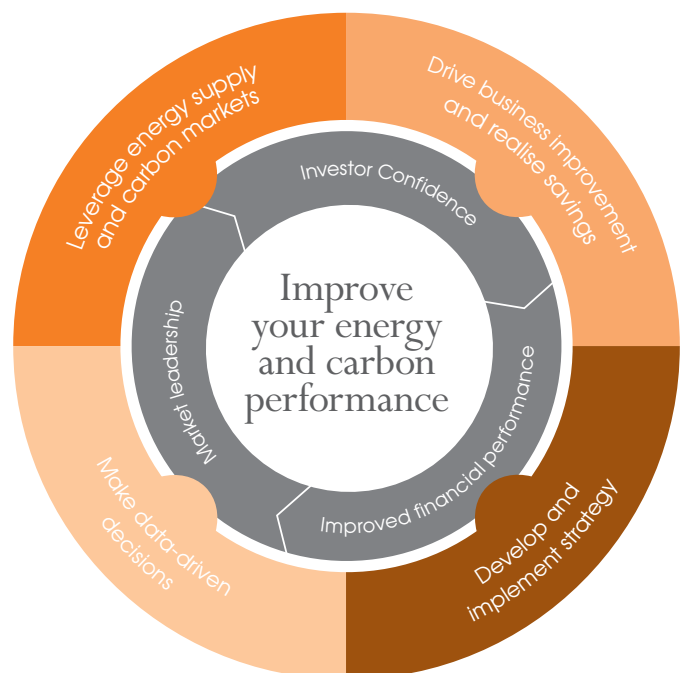 Leverage energy supply
and carbon markets
Drive business improvement
and realise savings
Investor Confidence
Market leadership
Improve
your energy
and carbon
performance
Improved financial performance
Make data-driven
decisions
Develop and
implement strategy